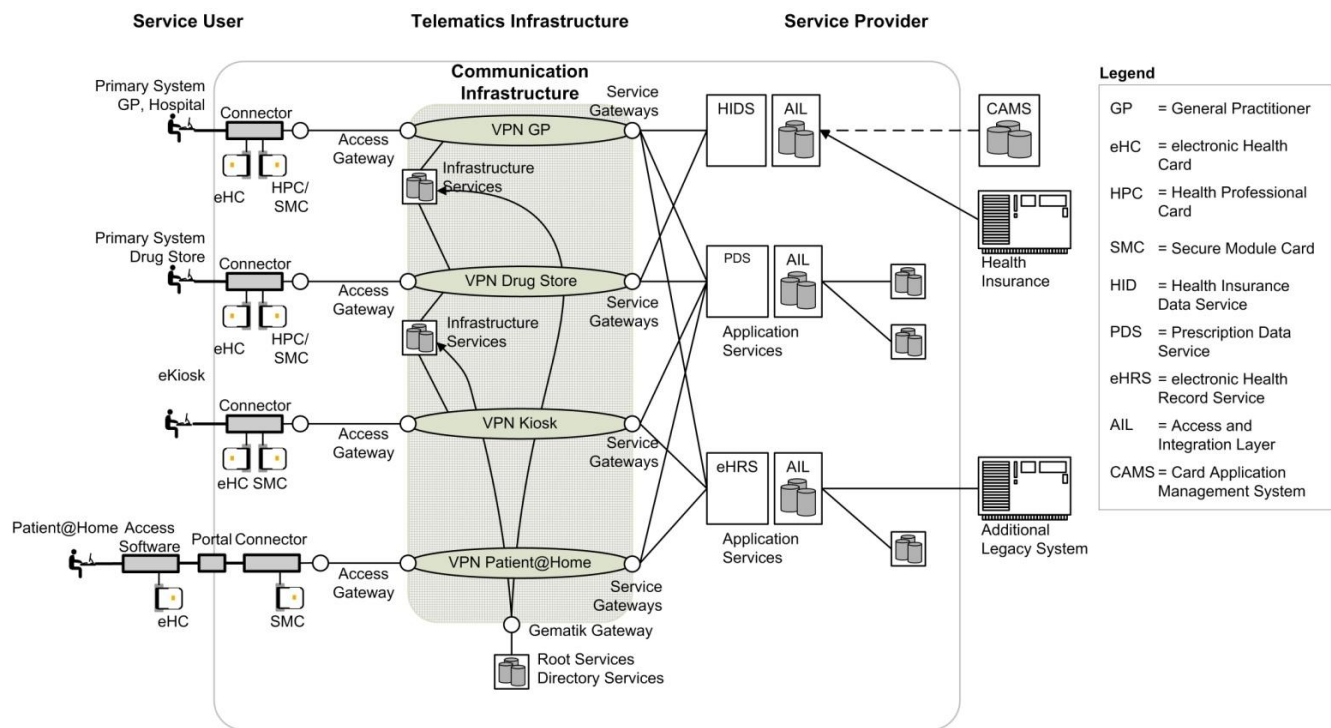 Service User
Telematics Infrastructure
Service Provider
Communication
Infrastructure
Primary System
GP, Hospital
Connector
eHC
HPC/
SMC
Access
Gateway
VPN GP
Service
Gateways
Infrastructure
Services
HIDS
AIL
CAMS
Health
Insurance
Primary System
Drug Store
Connector
eHC
HPC/
SMC
Access
Gateway
VPN Drug Store
Service
Gateways
Infrastructure
Services
PDS
AIL
Application
Services
eKiosk
Connector
eHC SMC
Access
Gateway
VPN Kiosk
Service
Gateways
eHRS
AIL
Application
Services
Additional
Legacy System
Patient@Home Access
Software
Portal
Connector
eHC
SMC
Access
Gateway
VPN Patient@Home
Service
Gateways
Gematik Gateway
Root Services
Directory Services
Legend
GP = General Practitioner
eHC = electronic Health
Card
HPC = Health Professional
Card
SMC = Secure Module Card
HID = Health Insurance
Data Service
PDS = Prescription Data
Service
eHRS = electronic Health
Record Service
AIL = Access and
Integration Layer
CAMS = Card Application
Management System